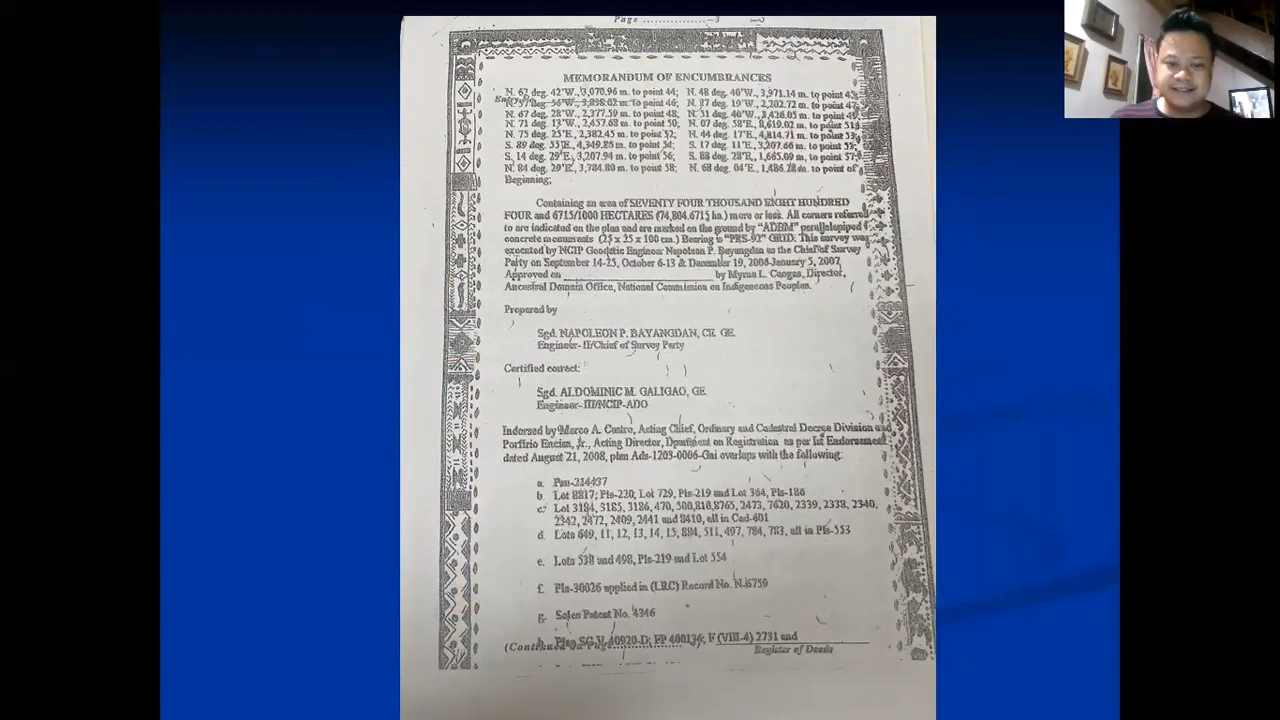 Page ................ 3
MEMORANDUM OF ENCUMBRANCES
N. 62 deg. 42'W., 3,070.96 m. to point 44; N. 48 deg. 40'W., 3,971.14 m. to point 45;
Entry No. deg. 56'W., 3,838.62 m. to point 46; N. 27 deg. 19'W., 2,202.72 m. to point 47;
N. 67 deg. 28'W., 2,377.59 m. to point 48; N. 51 deg. 46'W., m. to point 49;
N. 71 deg. 13'W., 2,457.68 m. to point 50; N. 07 deg. 58'E., 8,619.02 m. to point 51;
N. 75 deg. 25'E., 2,382.45 m. to point 52; N. 44 deg. 17'E., 4,814.71 m. to point 53;
S. 89 deg. 55'E., 4,349.86 m. to point 54; S. 17 deg. 11'E., 3,207.66 m. to point 55;
S. 14 deg. 29'E., 3,207.94 m. to point 56; S. 88 deg. 28'E., 1,665.09 m. to point 57;
N. 84 deg. 29'E., 3,784.80 m. to point 58; N. 68 deg. 04'E., 1,486.28 m. to point of
Beginning;
Containing an area of SEVENTY FOUR THOUSAND EIGHT HUNDRED
FOUR and 6715/1000 HECTARES (74,804.6715 ha.) more or less. All corners referred
to are indicated on the plan and are marked on the ground by "ADBM" parallelepiped
concrete monuments (25 x 25 x 100 cm.) Bearing is "PRS-92" GRID. This survey was
executed by NCIP Geodetic Engineer Napoleon P. Bayangdan as the Chief of Survey
Party on September 14-25, October 6-13 & December 19, 2006-January 5, 2007,
Approved on by Myrna L. Caogas, Director,
Ancestral Domain Office, National Commission on Indigenous Peoples.
Prepared by
Sgd. NAPOLEON P. BAYANGDAN, CE. GE.
Engineer- II/Chief of Survey Party
Certified correct:
Sgd. ALDOMINIC M. GALIGAO, GE.
Engineer- III/NCIP-ADO
Indorsed by Marco A. Castro, Acting Chief, Ordinary and Cadastral Decree Division and
Porfirio Encisa, Jr., Acting Director, Dpartment on Registration as per 1st Endorsement
dated August 21, 2008, plan Ads-1203-0006-Gai overlaps with the following:
a. Psu-214437
b. Lot 8817; Pls-220; Lot 729, Pls-219 and Lot 364, Pls-186
c. Lot 3184, 3185, 3186, 470, 500,810,8765, 2473, 7620, 2339, 2338, 2340,
2342, 2472, 2409, 2441 and 8410, all in Cad-601
d. Lots 649, 11, 12, 13, 14, 15, 884, 511, 497, 784, 783, all in Pls-553
e. Lots 538 and 498, Pls-219 and Lot 554
f. Pls-30026 applied in (LRC) Record No. N-6759
g. Sales Patent No. 4346
h. Plan SG V-40920-D; EP 400136; F (VIII-4) 2731 and
(Continued on Page ................ )
Register of Deeds